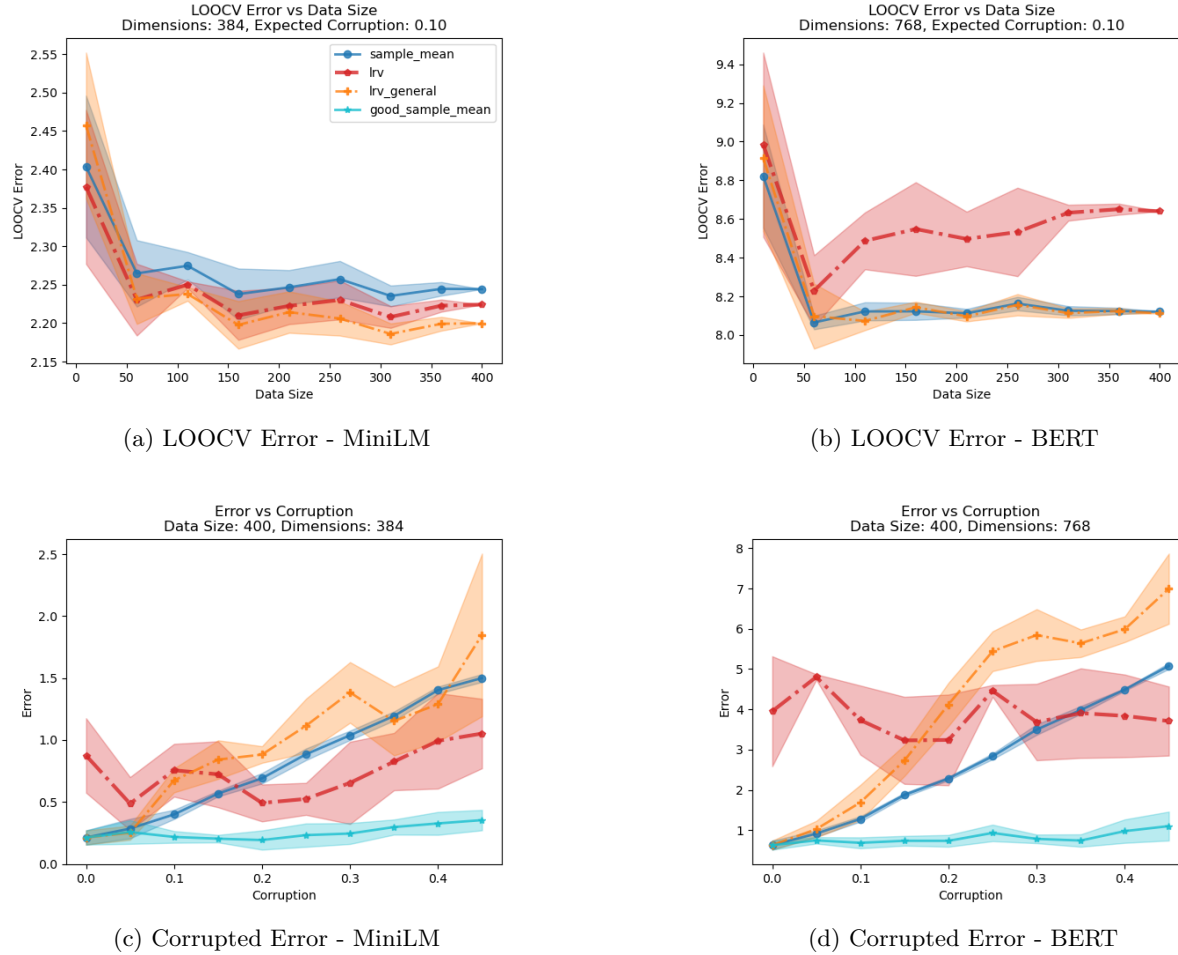 LOOCV Error vs Data Size
Dimensions: 384, Expected Corruption: 0.10
LOOCV Error
2.55
2.50
2.45
2.40
2.35
2.30
2.25
2.20
2.15
sample_mean
lrv
lrv_general
good_sample_mean
0 50 100 150 200 250 300 350 400
Data Size
(a) LOOCV Error - MiniLM
LOOCV Error vs Data Size
Dimensions: 768, Expected Corruption: 0.10
LOOCV Error
9.4
9.2
9.0
8.8
8.6
8.4
8.2
8.0
0 50 100 150 200 250 300 350 400
Data Size
(b) LOOCV Error - BERT
Error vs Corruption
Data Size: 400, Dimensions: 384
Error
2.5
2.0
1.5
1.0
0.5
0.0
0.0 0.1 0.2 0.3 0.4
Corruption
(c) Corrupted Error - MiniLM
Error vs Corruption
Data Size: 400, Dimensions: 768
Error
8
7
6
5
4
3
2
1
0.0 0.1 0.2 0.3 0.4
Corruption
(d) Corrupted Error - BERT